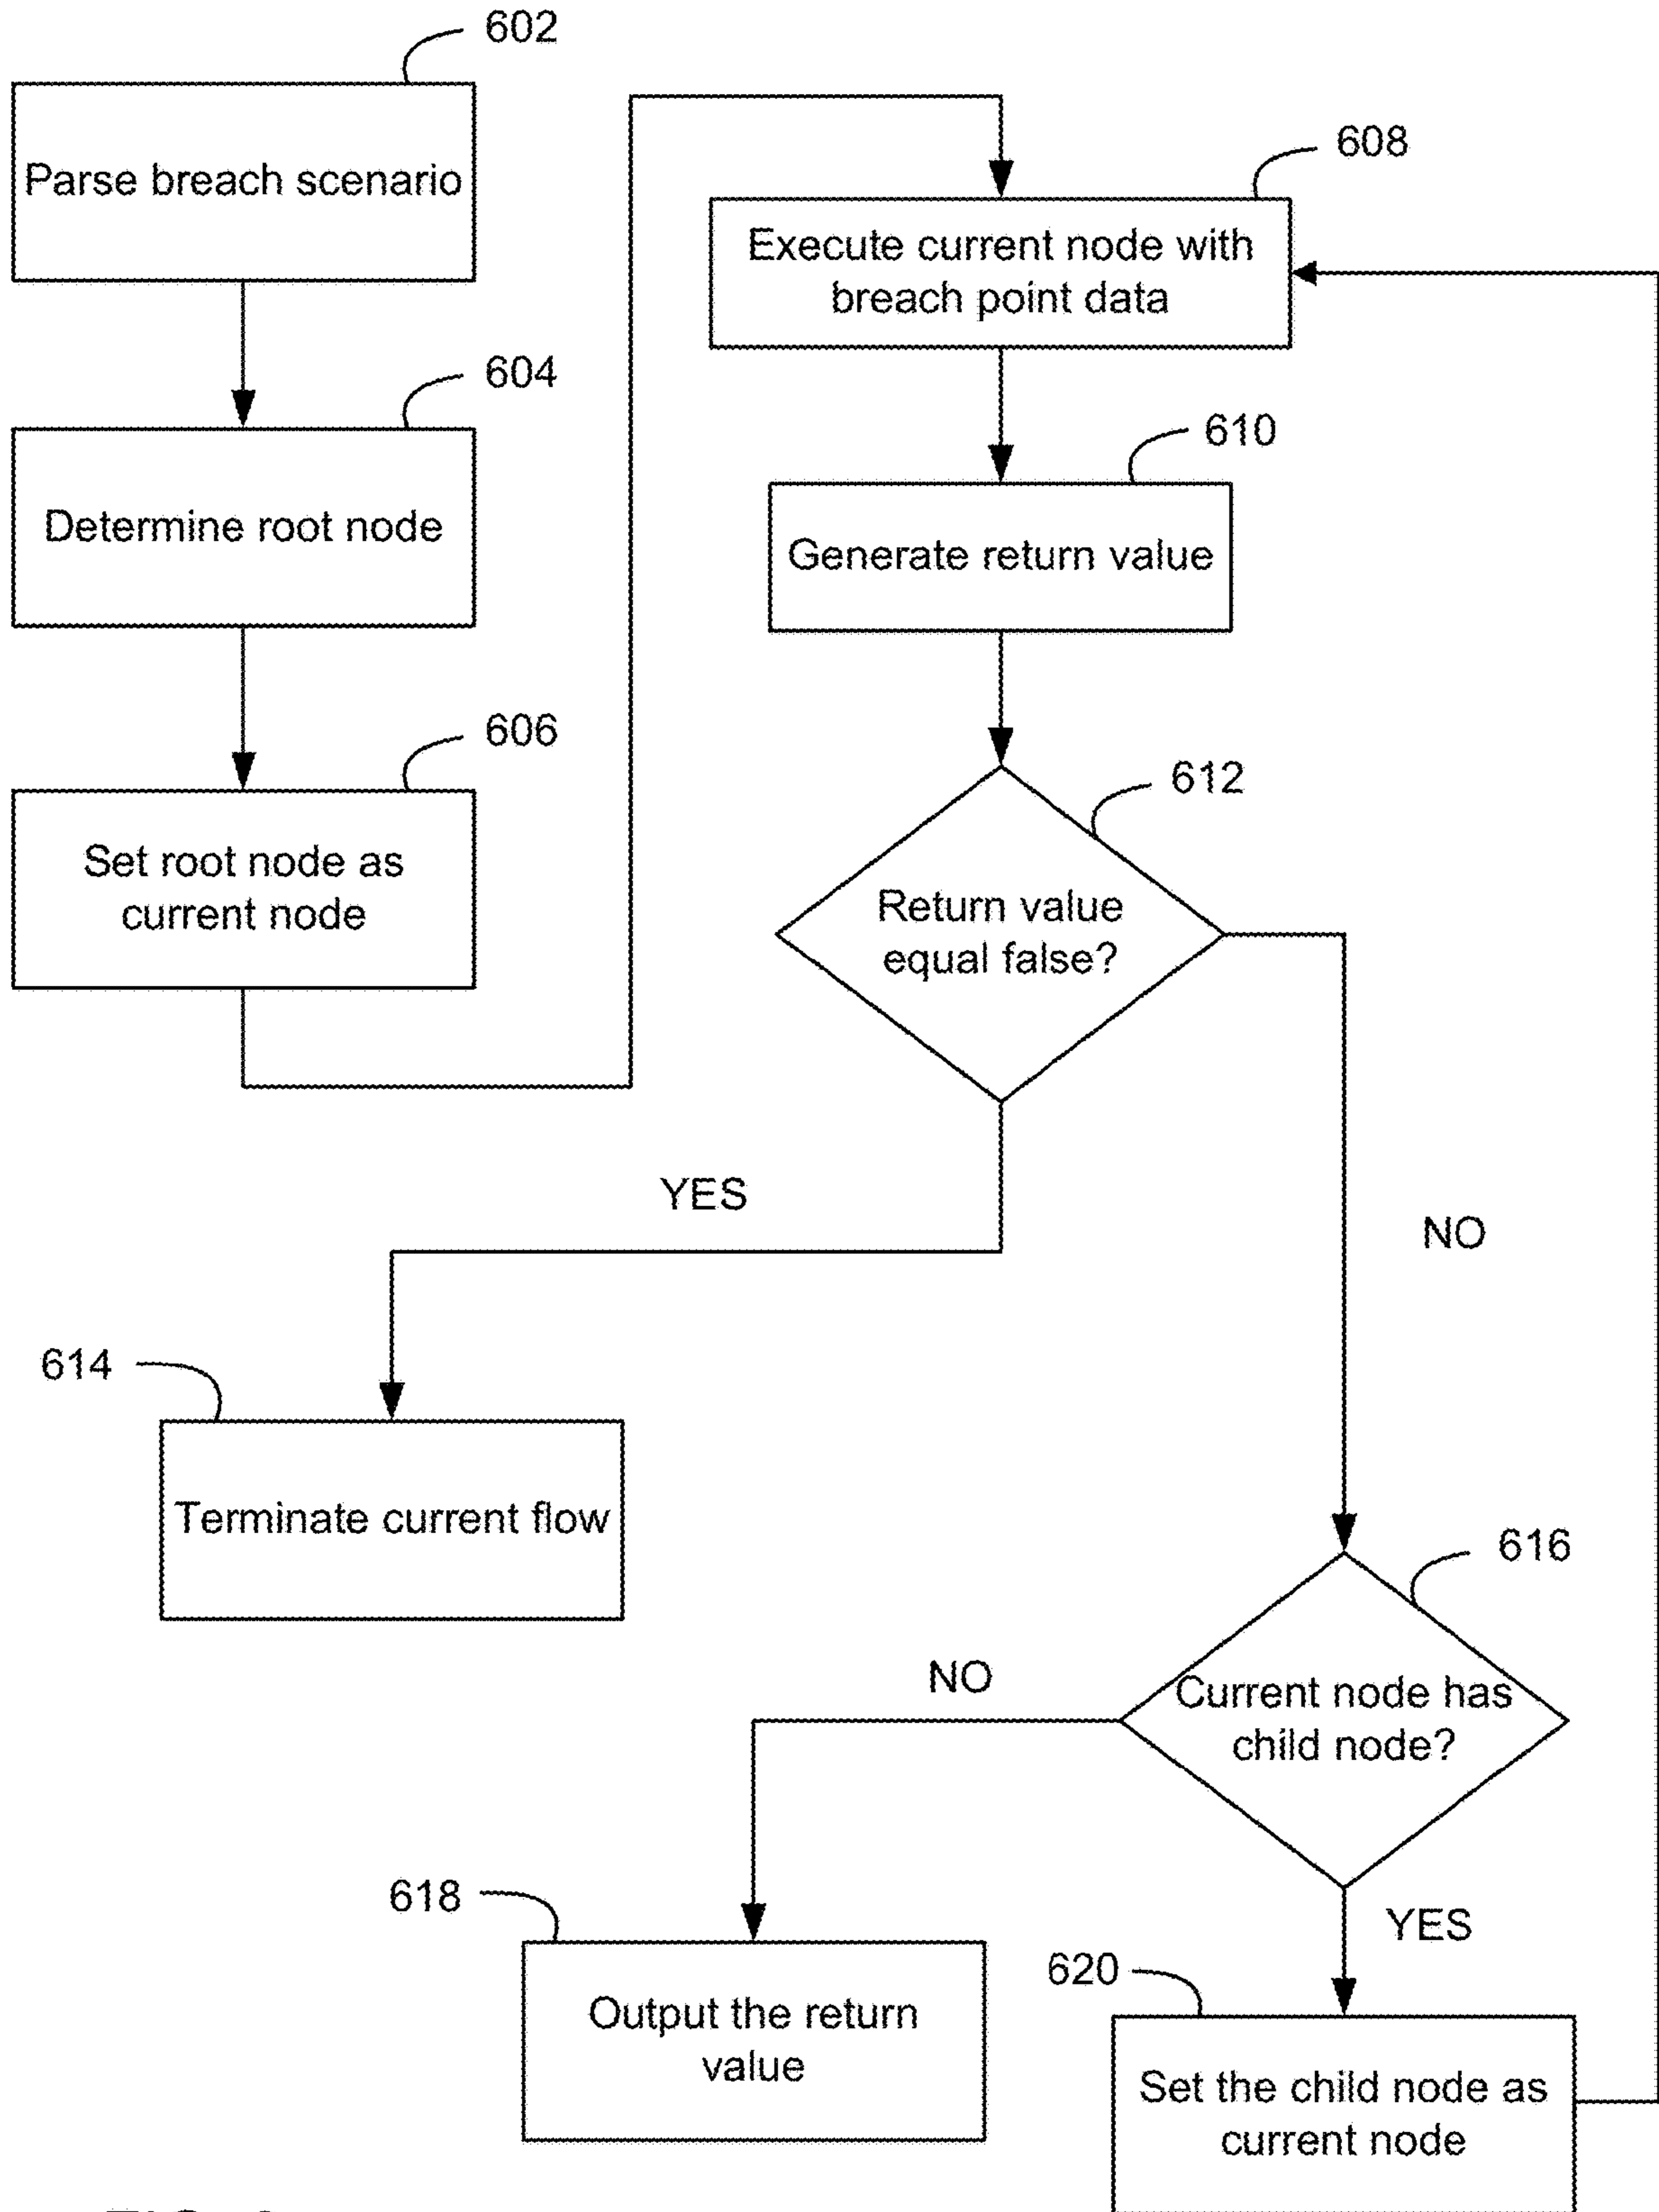 602
Parse breach scenario
604
Determine root node
606
Set root node as
current node
608
Execute current node with
breach point data
610
Generate return value
612
Return value
equal false?
YES
NO
614
Terminate current flow
616
Current node has
child node?
NO
YES
618
Output the return
value
620
Set the child node as
current node